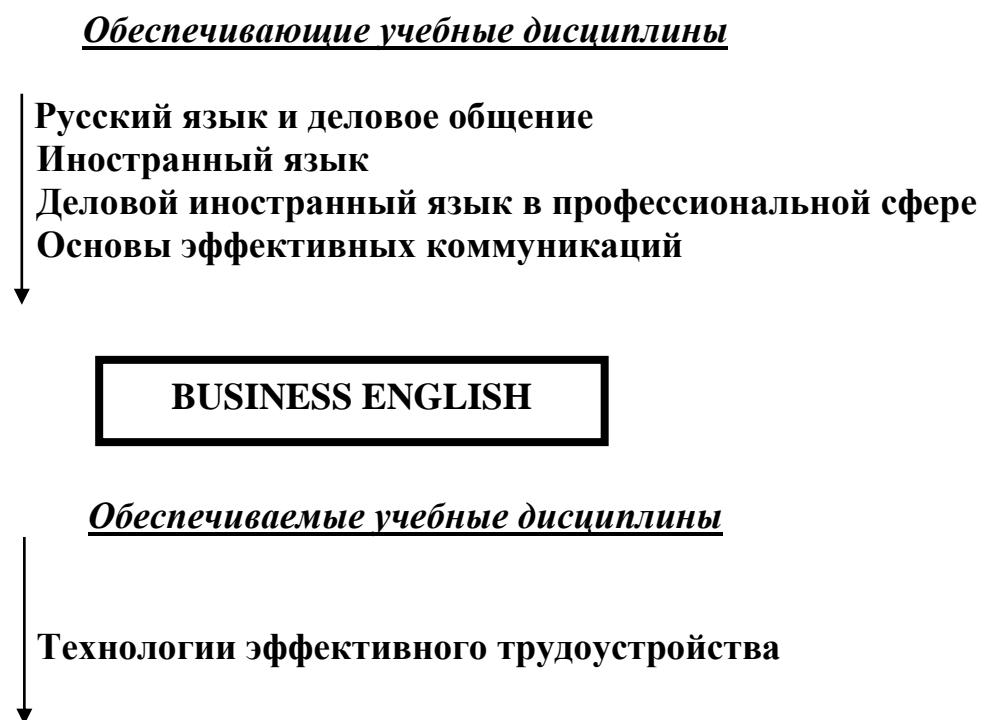 Обеспечивающие учебные дисциплины
Русский язык и деловое общение
Иностранный язык
Деловой иностранный язык в профессиональной сфере
Основы эффективных коммуникаций
BUSINESS ENGLISH
Обеспечиваемые учебные дисциплины
Технологии эффективного трудоустройства